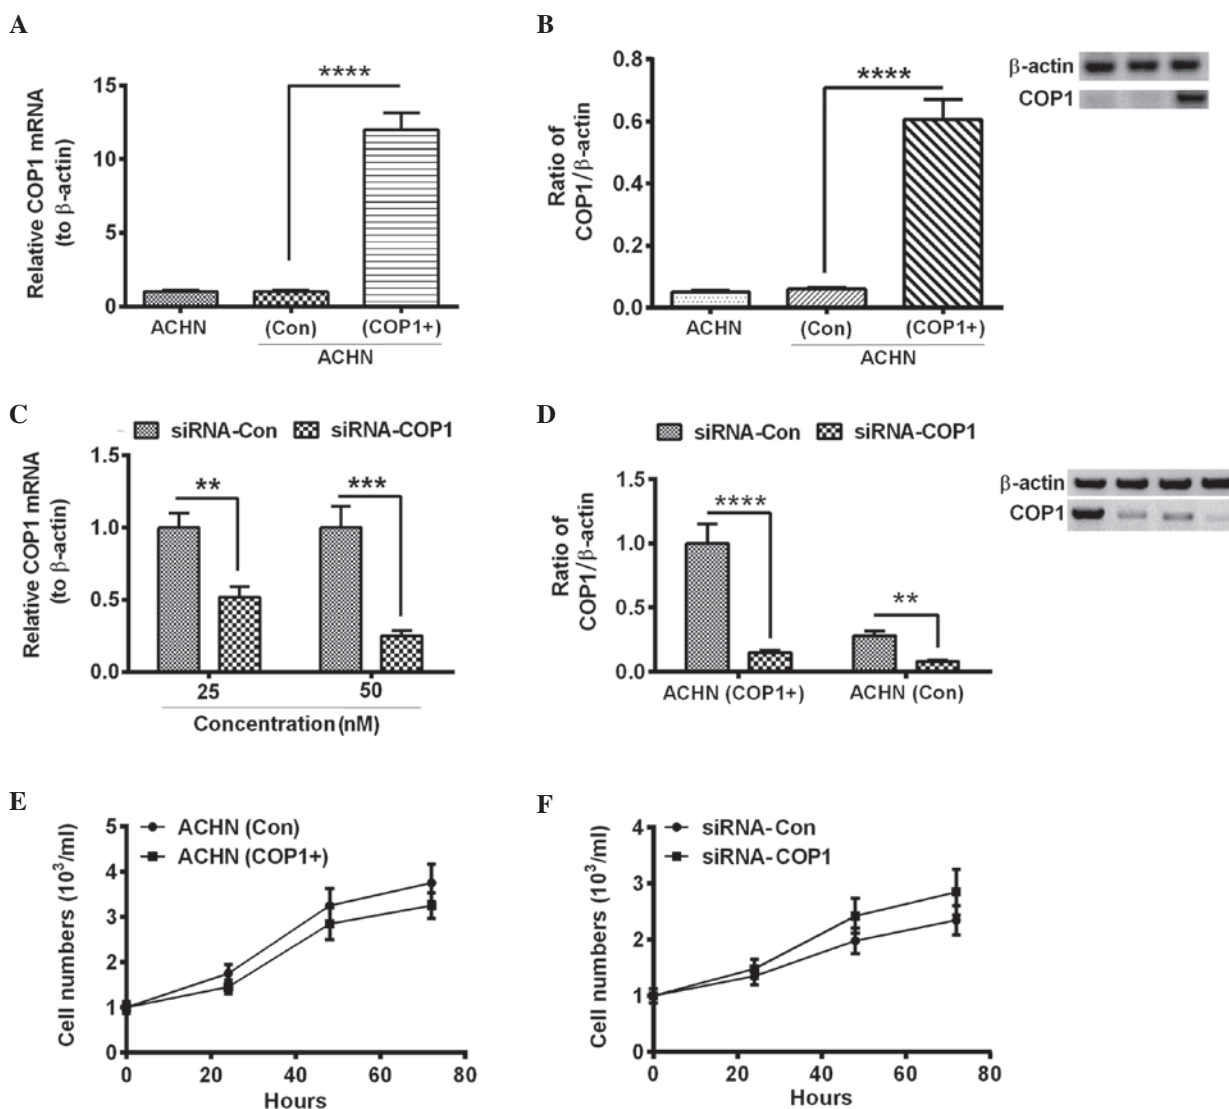 A
Relative COP1 mRNA
(to β-actin)
15
10
5
0
****
ACHN
(Con)
(COP1+)
ACHN
B
Ratio of
COP1/β-actin
0.8
0.6
0.4
0.2
0.0
****
ACHN
(Con)
(COP1+)
ACHN
β-actin
COP1
C
siRNA-Con
siRNA-COP1
Relative COP1 mRNA
(to β-actin)
1.5
1.0
0.5
0.0
**
***
25
50
Concentration(nM)
D
siRNA-Con
siRNA-COP1
Ratio of
COP1/β-actin
1.5
1.0
0.5
0.0
****
**
ACHN (COP1+)
ACHN (Con)
β-actin
COP1
E
ACHN (Con)
ACHN (COP1+)
Cell numbers (10³/ml)
5
4
3
2
1
0
0
20
40
60
80
Hours
F
siRNA-Con
siRNA-COP1
Cell numbers (10³/ml)
4
3
2
1
0
0
20
40
60
80
Hours